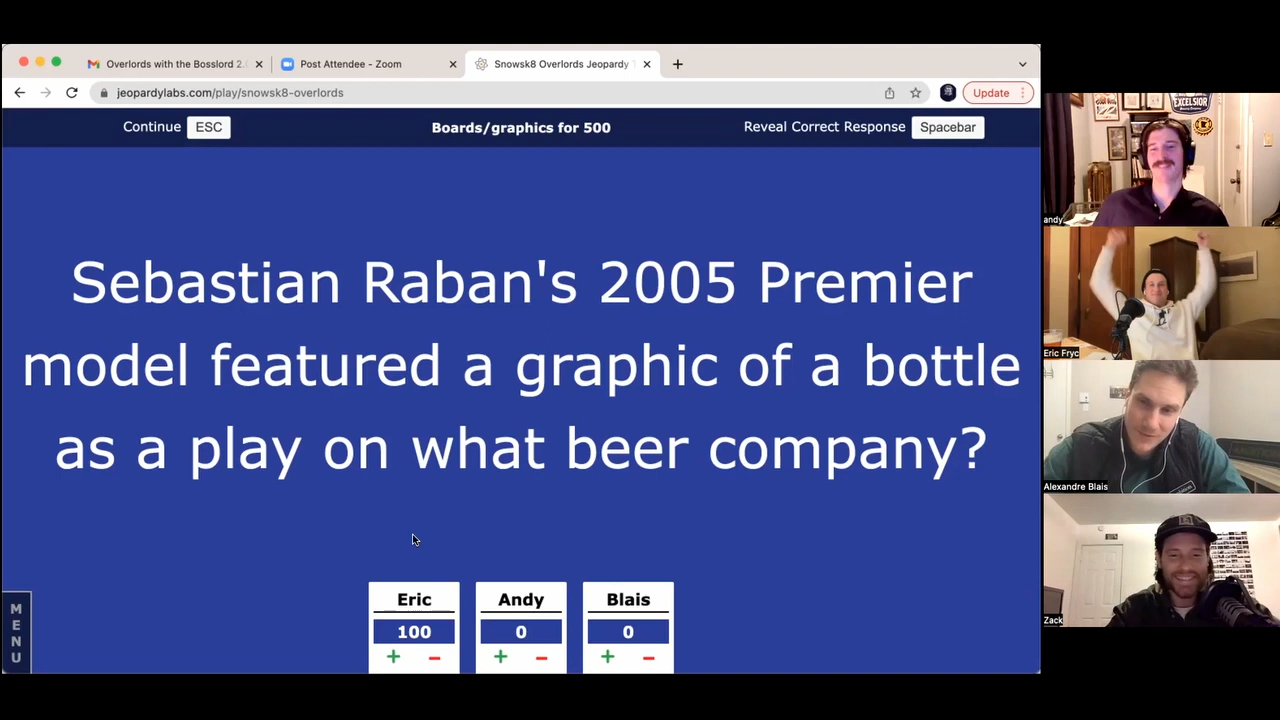 Overlords with the Bosslord 2.
Post Attendee - Zoom
Snowsk8 Overlords Jeopardy
jeopardylabs.com/play/snowsk8-overlords
Update
Continue ESC
Boards/graphics for 500
Reveal Correct Response Spacebar
Sebastian Raban's 2005 Premier
model featured a graphic of a bottle
as a play on what beer company?
MENU
Eric Andy Blais
100 0 0
+ − + − + −
EXCELSIOR
andy
Eric Fryc
Alexandre Blais
Zack